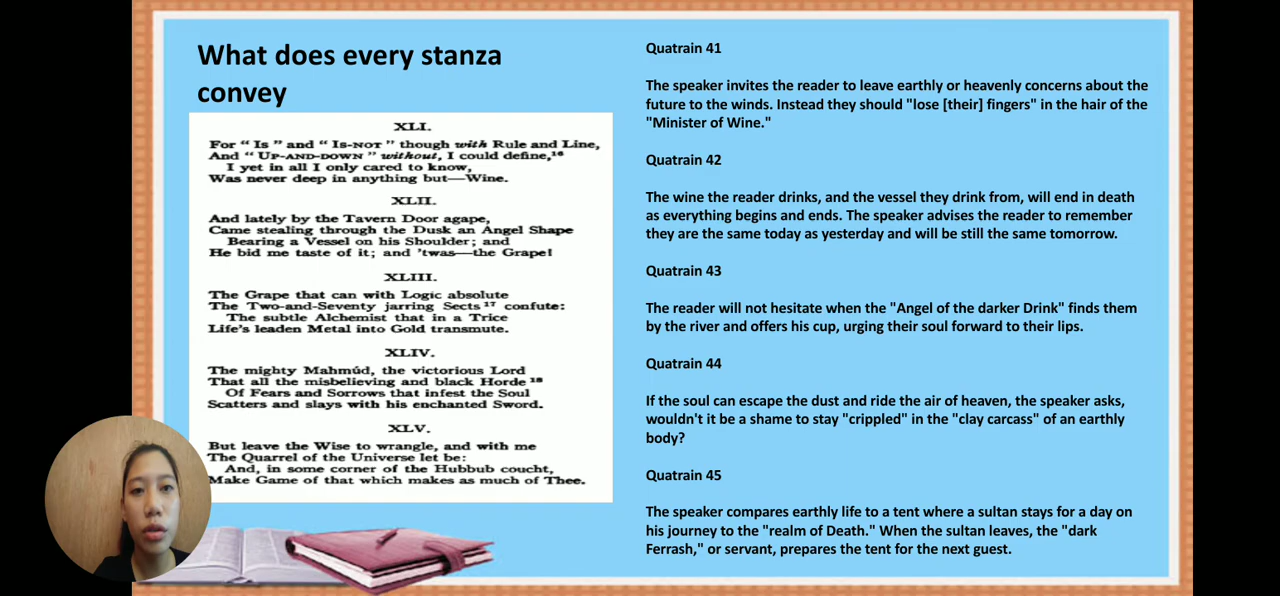 What does every stanza
convey
XLI.
For “ Is ” and “ Is-not ” though with Rule and Line,
And “ Up-and-down ” without, I could define,¹⁶
I yet in all I only cared to know,
Was never deep in anything but—Wine.
XLII.
And lately by the Tavern Door agape,
Came stealing through the Dusk an Angel Shape
Bearing a Vessel on his Shoulder; and
He bid me taste of it; and ’twas—the Grape!
XLIII.
The Grape that can with Logic absolute
The Two-and-Seventy jarring Sects ¹⁷ confute:
The subtle Alchemist that in a Trice
Life’s leaden Metal into Gold transmute.
XLIV.
The mighty Mahmúd, the victorious Lord
That all the misbelieving and black Horde ¹⁸
Of Fears and Sorrows that infest the Soul
Scatters and slays with his enchanted Sword.
XLV.
But leave the Wise to wrangle, and with me
The Quarrel of the Universe let be:
And, in some corner of the Hubbub coucht,
Make Game of that which makes as much of Thee.
Quatrain 41
The speaker invites the reader to leave earthly or heavenly concerns about the
future to the winds. Instead they should "lose [their] fingers" in the hair of the
"Minister of Wine."
Quatrain 42
The wine the reader drinks, and the vessel they drink from, will end in death
as everything begins and ends. The speaker advises the reader to remember
they are the same today as yesterday and will be still the same tomorrow.
Quatrain 43
The reader will not hesitate when the "Angel of the darker Drink" finds them
by the river and offers his cup, urging their soul forward to their lips.
Quatrain 44
If the soul can escape the dust and ride the air of heaven, the speaker asks,
wouldn't it be a shame to stay "crippled" in the "clay carcass" of an earthly
body?
Quatrain 45
The speaker compares earthly life to a tent where a sultan stays for a day on
his journey to the "realm of Death." When the sultan leaves, the "dark
Ferrash," or servant, prepares the tent for the next guest.